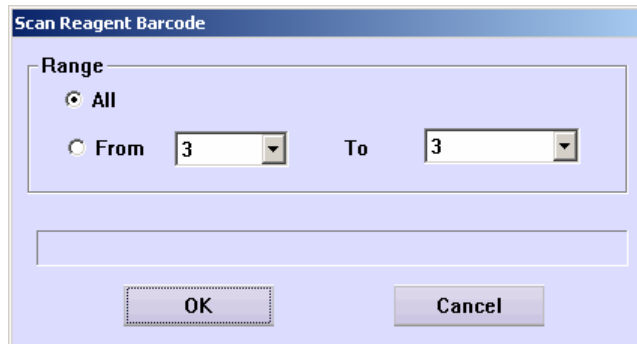 Scan Reagent Barcode
Range
All
From 3 To 3
OK Cancel